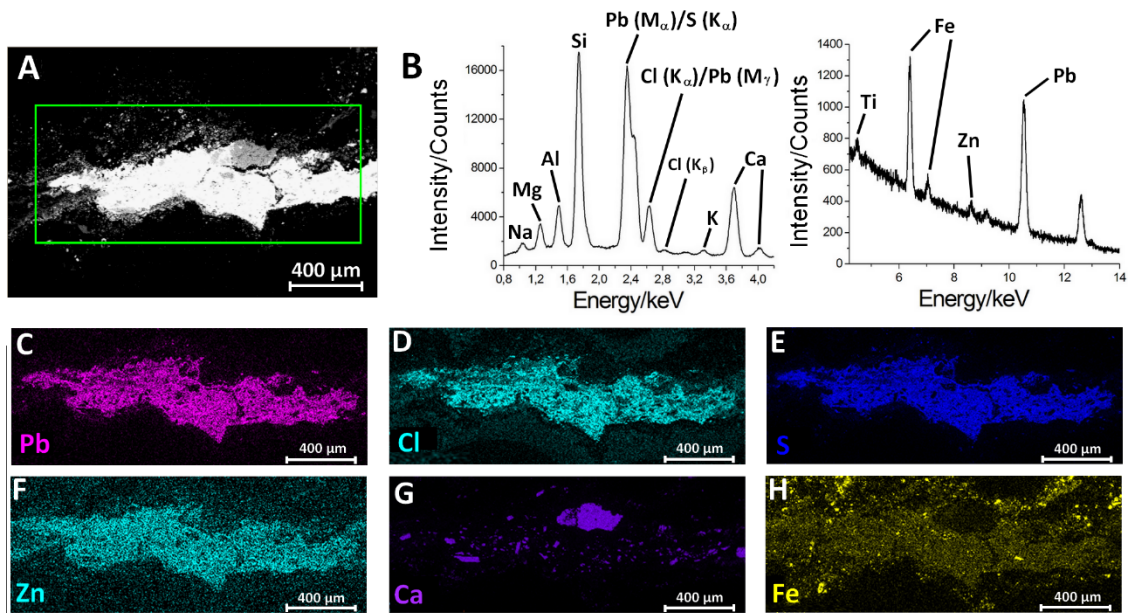 A
400 µm
B
Pb (Mα)/S (Kα)
Si
Cl (Kα)/Pb (Mγ)
Cl (Kβ)
Al
Mg
Na
K
Ca
Intensity/Counts
16000
12000
8000
4000
0
0,8 1,2 1,6 2,0 2,4 2,8 3,2 3,6 4,0
Energy/keV
Fe
Pb
Ti
Zn
Intensity/Counts
1400
1200
1000
800
600
400
200
0
6 8 10 12 14
Energy/keV
C
Pb
400 µm
D
Cl
400 µm
E
S
400 µm
F
Zn
400 µm
G
Ca
400 µm
H
Fe
400 µm